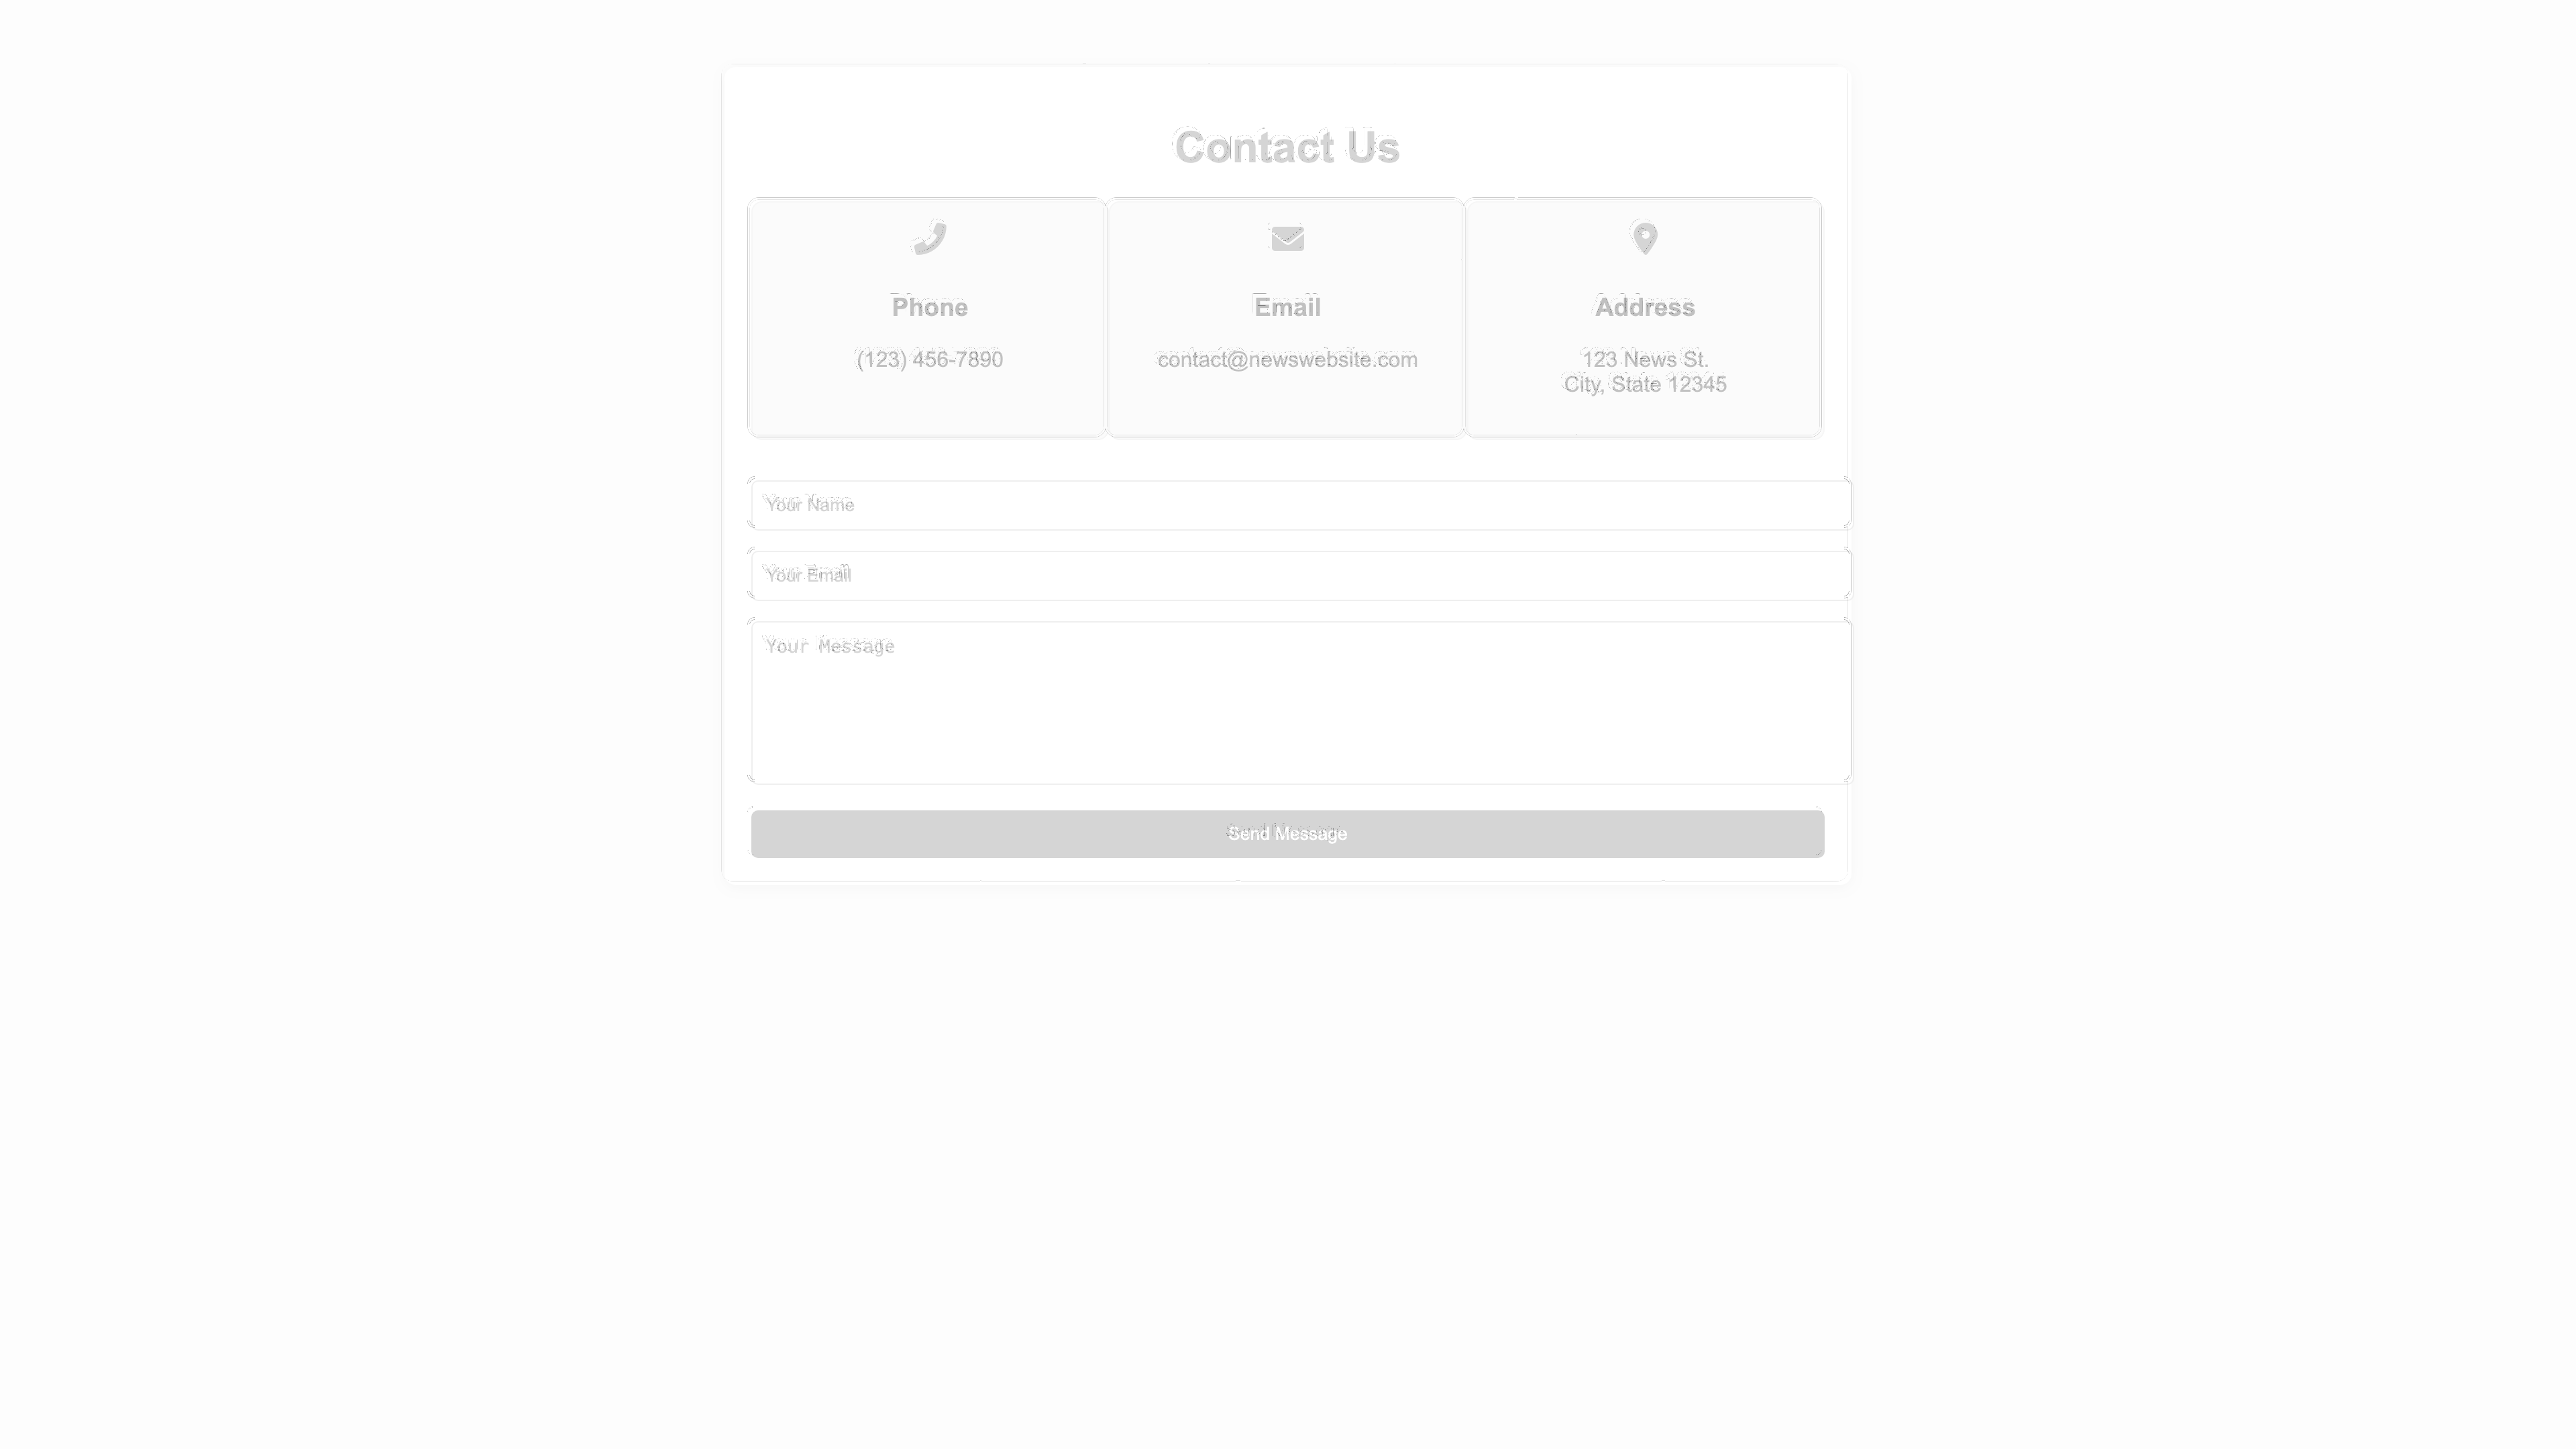 Contact Us
Phone
(123) 456-7890
Email
contact@newswebsite.com
Address
123 News St.
City, State 12345
Your Name
Your Email
Your Message
Send Message